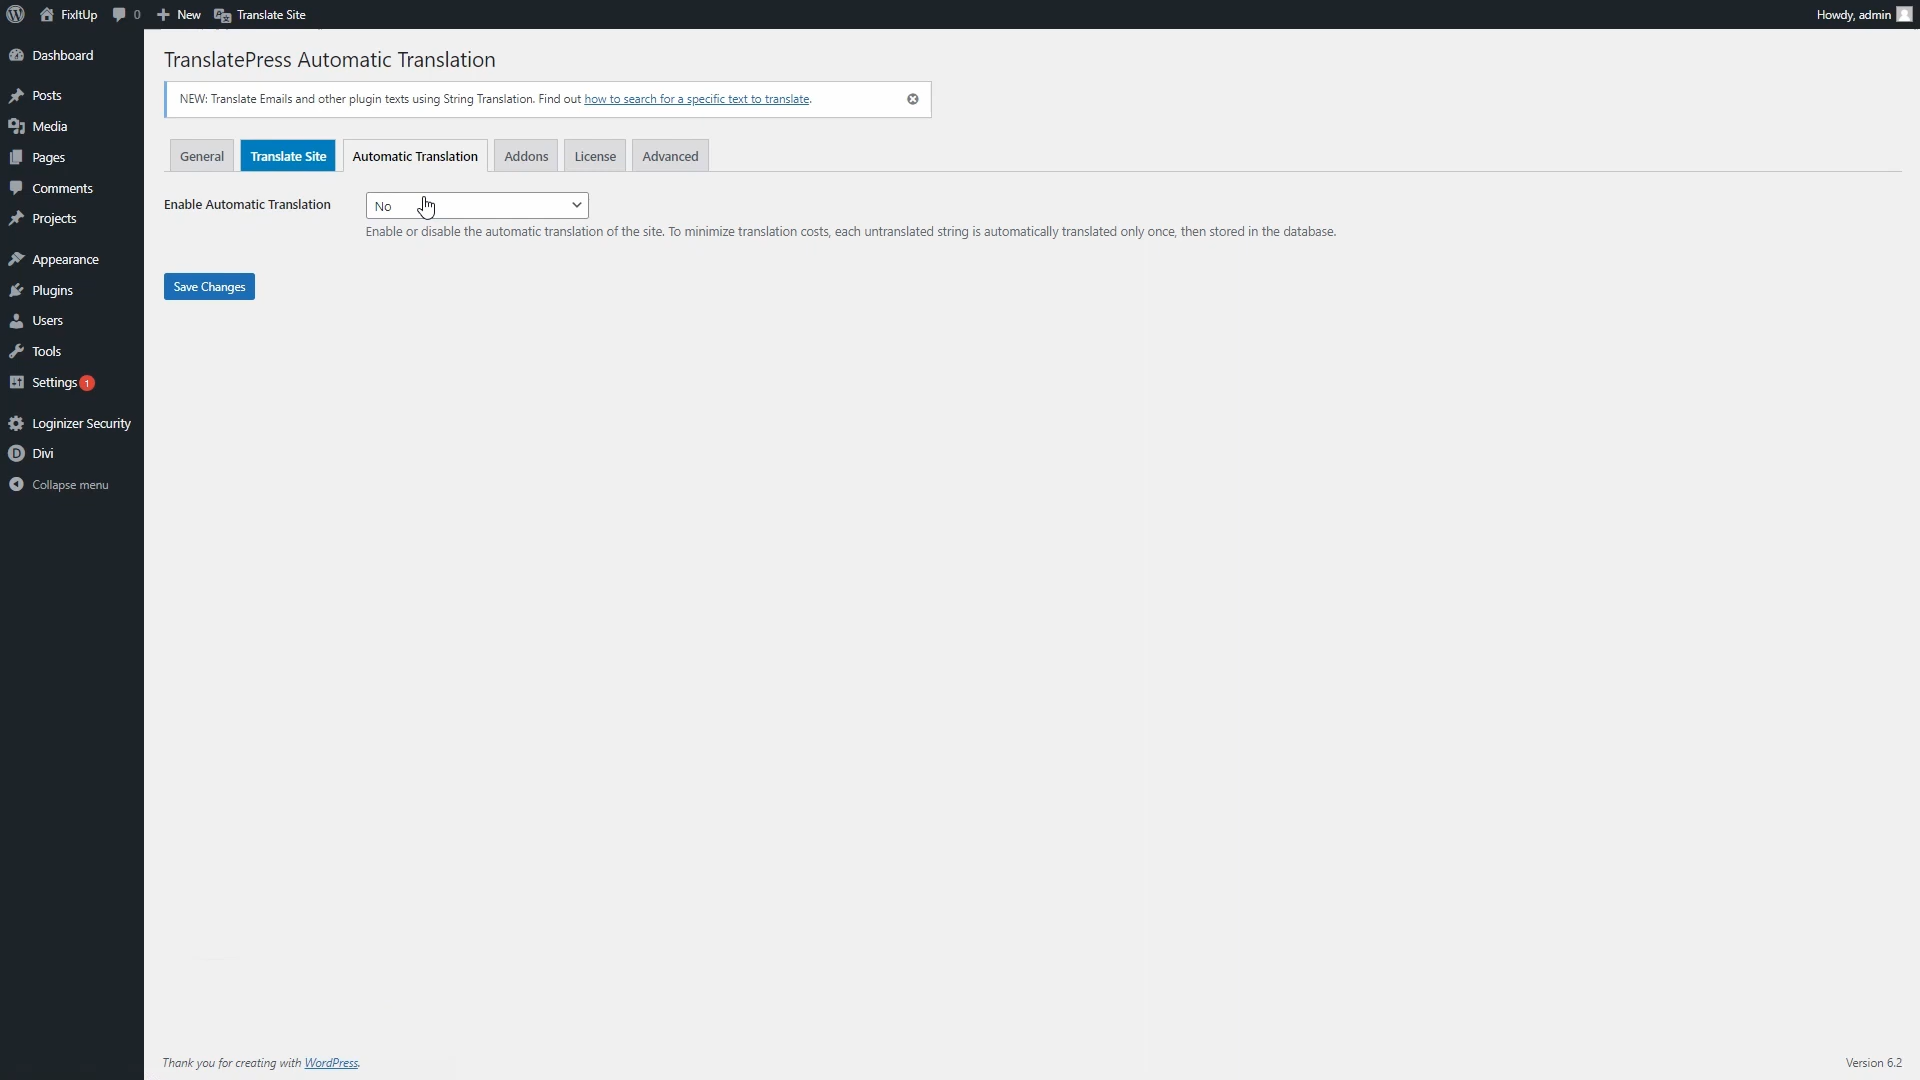 FixItUp 0 New Translate Site Howdy, admin
Dashboard
Posts
Media
Pages
Comments
Projects
Appearance
Plugins
Users
Tools
Settings 1
Loginizer Security
Divi
Collapse menu
TranslatePress Automatic Translation
NEW: Translate Emails and other plugin texts using String Translation. Find out how to search for a specific text to translate.
General Translate Site Automatic Translation Addons License Advanced
Enable Automatic Translation No
Enable or disable the automatic translation of the site. To minimize translation costs, each untranslated string is automatically translated only once, then stored in the database.
Save Changes
Thank you for creating with WordPress. Version 6.2